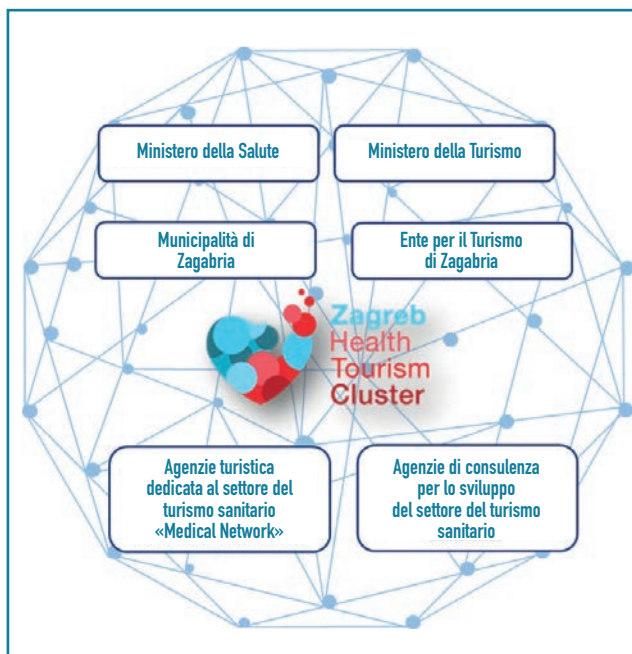 Ministero della Salute
Ministero della Turismo
Municipalità di
Zagabria
Ente per il Turismo
di Zagabria
Zagreb
Health
Tourism
Cluster
Agenzie turistica
dedicata al settore del
turismo sanitario
«Medical Network»
Agenzie di consulenza
per lo sviluppo
del settore del turismo
sanitario